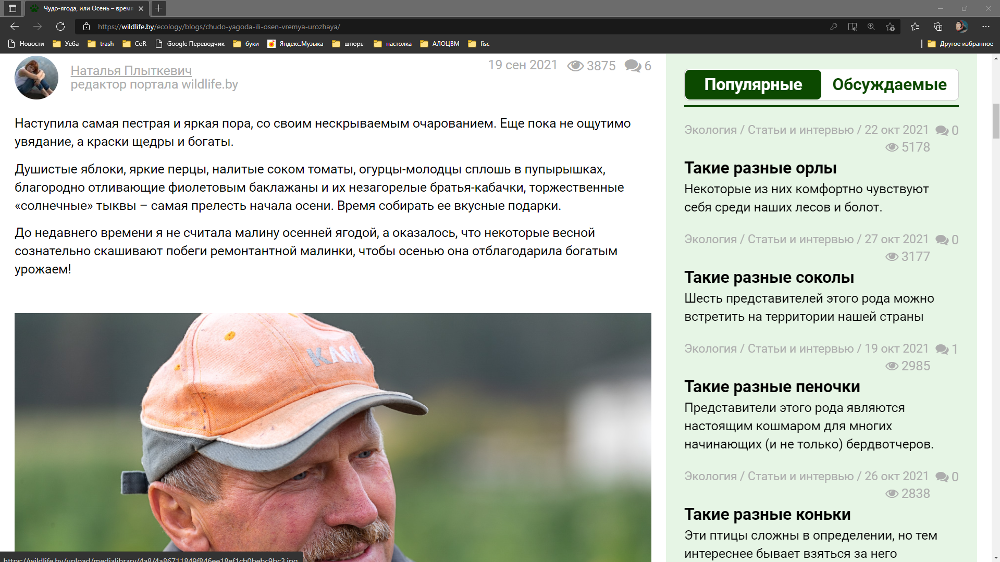 Чудо-ягода, или Осень – время
https://wildlife.by/ecology/blogs/chudo-yagoda-ili-osen-vremya-urozhaya/
Новости Уеба trash CoR Google Переводчик буки Яндекс.Музыка шпоры настолка АЛОЦВМ fisc Другое избранное
Наталья Плыткевич
редактор портала wildlife.by
19 сен 2021 3875 6
Наступила самая пестрая и яркая пора, со своим нескрываемым очарованием. Еще пока не ощутимо
увядание, а краски щедры и богаты.
Душистые яблоки, яркие перцы, налитые соком томаты, огурцы-молодцы сплошь в пупырышках,
благородно отливающие фиолетовым баклажаны и их незагорелые братья-кабачки, торжественные
«солнечные» тыквы – самая прелесть начала осени. Время собирать ее вкусные подарки.
До недавнего времени я не считала малину осенней ягодой, а оказалось, что некоторые весной
сознательно скашивают побеги ремонтантной малинки, чтобы осенью она отблагодарила богатым
урожаем!
КАМ
https://wildlife.by/upload/medialibrary/4a8/4a86711849f846ee18ef1cb0bebc9bc3.jpg
Популярные Обсуждаемые
Экология / Статьи и интервью / 22 окт 2021 0
5178
Такие разные орлы
Некоторые из них комфортно чувствуют
себя среди наших лесов и болот.
Экология / Статьи и интервью / 27 окт 2021 0
3177
Такие разные соколы
Шесть представителей этого рода можно
встретить на территории нашей страны
Экология / Статьи и интервью / 19 окт 2021 1
2985
Такие разные пеночки
Представители этого рода являются
настоящим кошмаром для многих
начинающих (и не только) бердвотчеров.
Экология / Статьи и интервью / 26 окт 2021 0
2838
Такие разные коньки
Эти птицы сложны в определении, но тем
интереснее бывает взяться за него